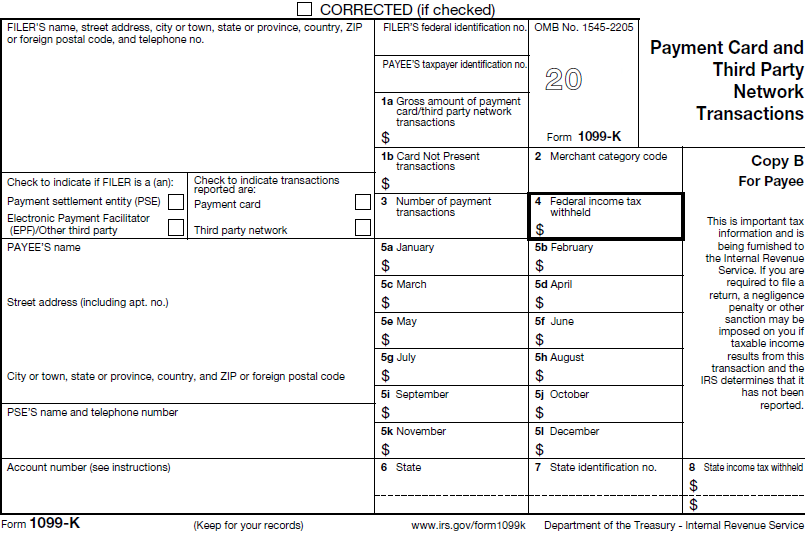 CORRECTED (if checked)
FILER'S name, street address, city or town, state or province, country, ZIP
or foreign postal code, and telephone no.
FILER'S federal identification no.
OMB No. 1545-2205
PAYEE'S taxpayer identification no.
20
1a Gross amount of payment
card/third party network
transactions
$
Form 1099-K
Payment Card and
Third Party
Network
Transactions
1b Card Not Present
transactions
$
2 Merchant category code
Copy B
For Payee
Check to indicate if FILER is a (an):
Payment settlement entity (PSE)
Electronic Payment Facilitator
(EPF)/Other third party
Check to indicate transactions
reported are:
Payment card
Third party network
3 Number of payment
transactions
4 Federal income tax
withheld
$
This is important tax
information and is
being furnished to
the Internal Revenue
Service. If you are
required to file a
return, a negligence
penalty or other
sanction may be
imposed on you if
taxable income
results from this
transaction and the
IRS determines that it
has not been
reported.
PAYEE'S name
5a January
$
5b February
$
5c March
$
5d April
$
Street address (including apt. no.)
5e May
$
5f June
$
5g July
$
5h August
$
City or town, state or province, country, and ZIP or foreign postal code
5i September
$
5j October
$
PSE'S name and telephone number
5k November
$
5l December
$
Account number (see instructions)
6 State
7 State identification no.
8 State income tax withheld
$
$
Form 1099-K
(Keep for your records)
www.irs.gov/form1099k
Department of the Treasury - Internal Revenue Service